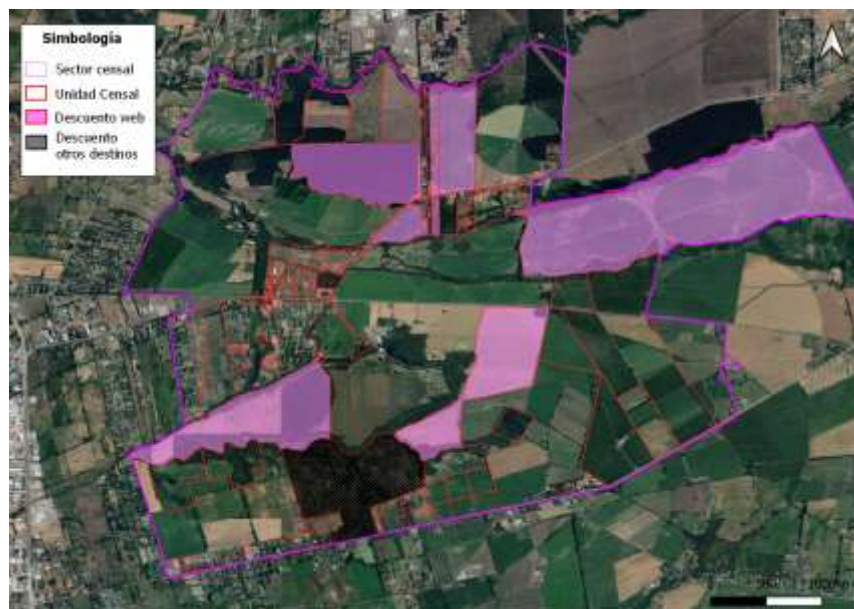 Simbología
Sector censal
Unidad Censal
Descuento web
Descuento
otros destinos